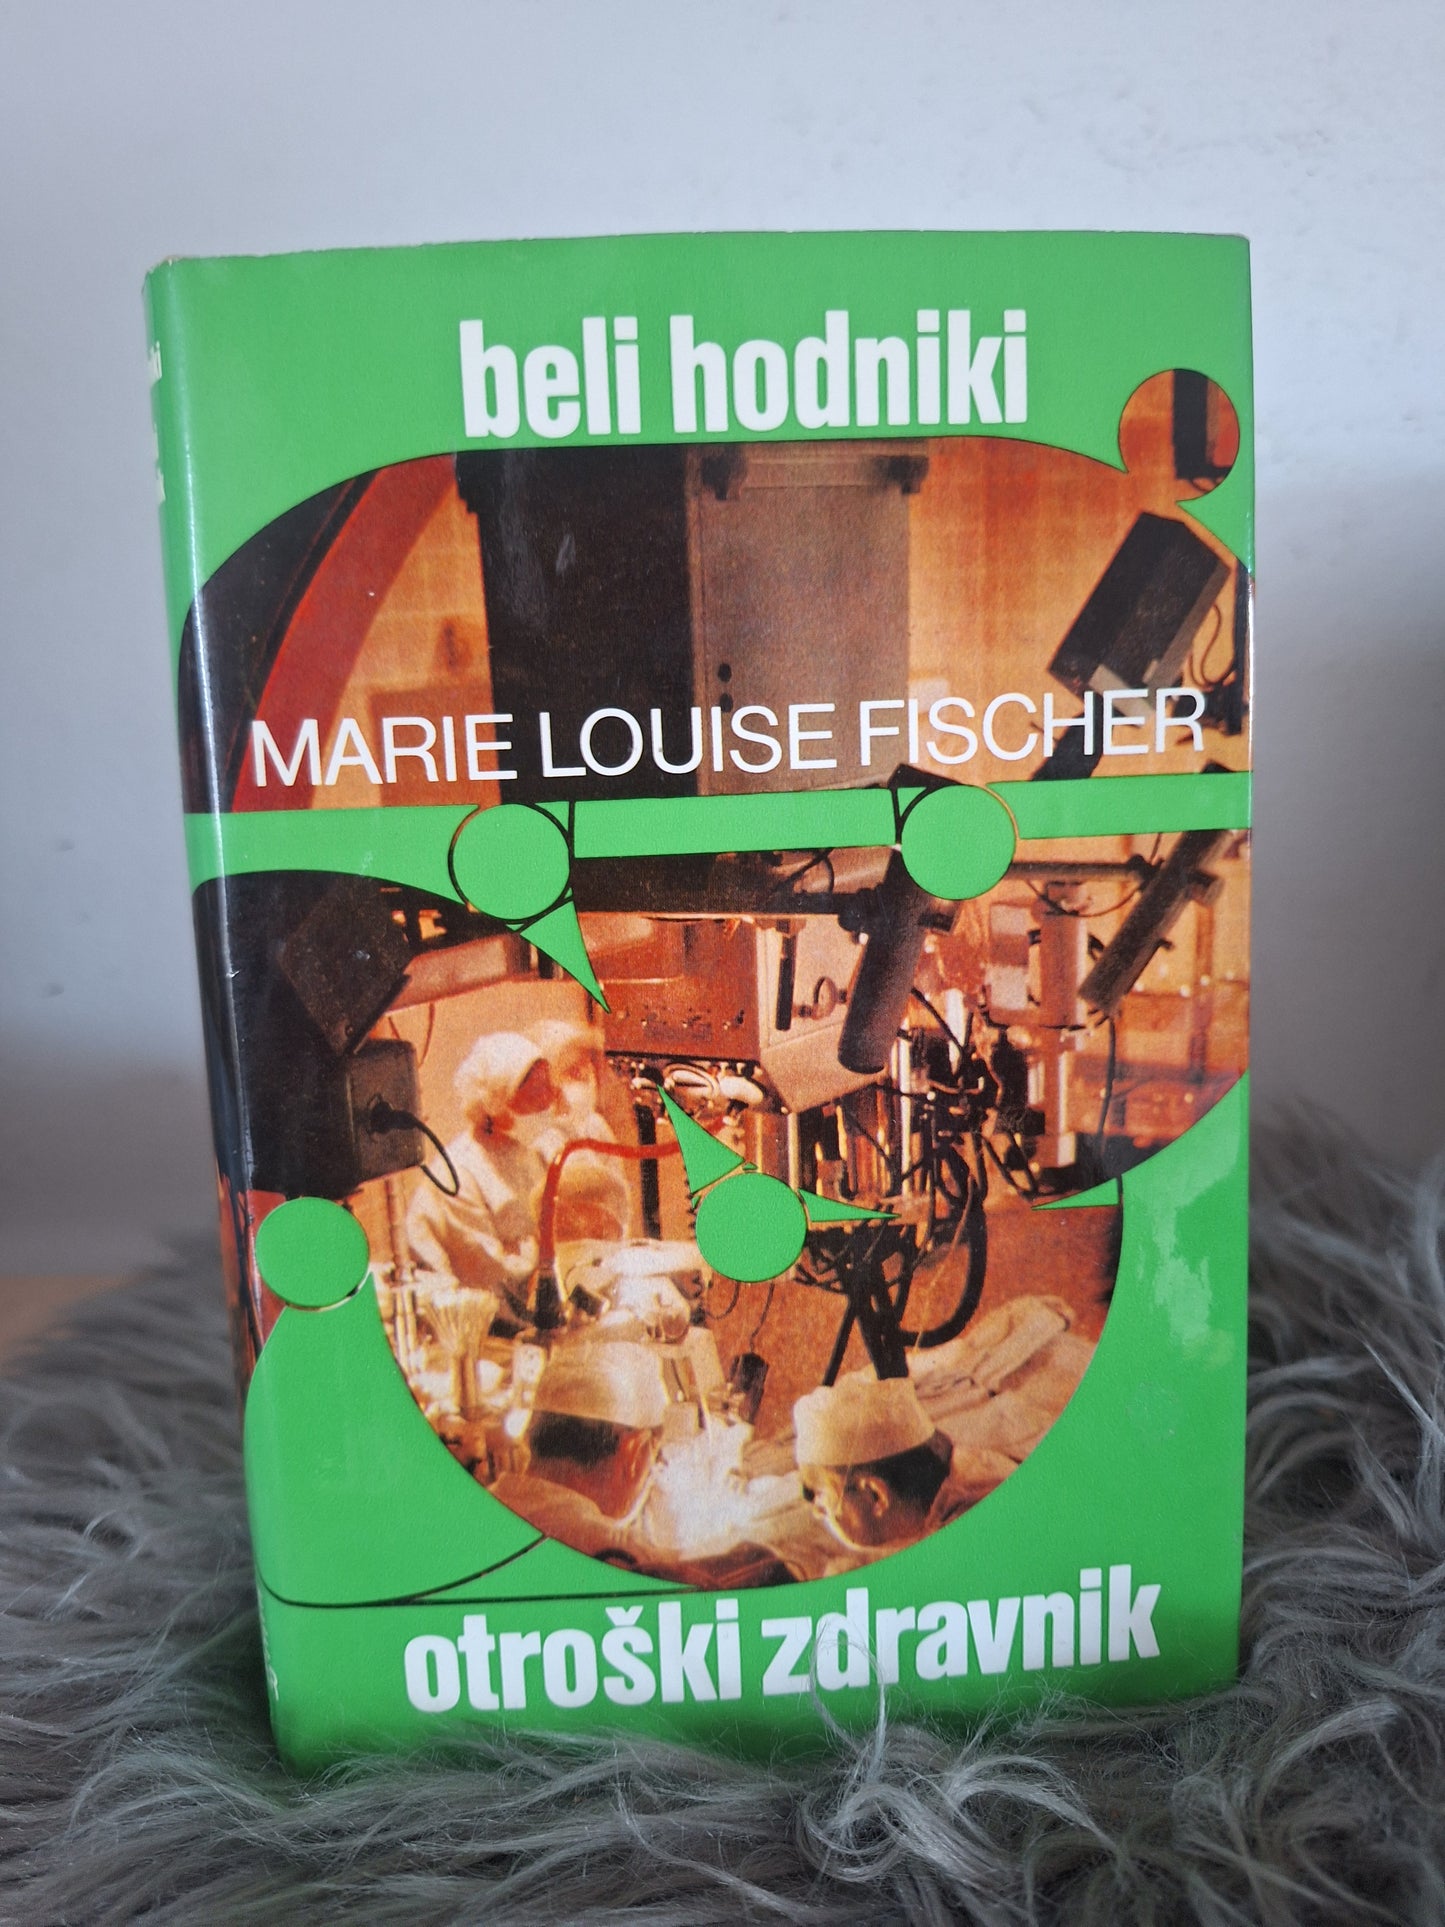 beli hodniki
MARIE LOUISE FISCHER
otroški zdravnik